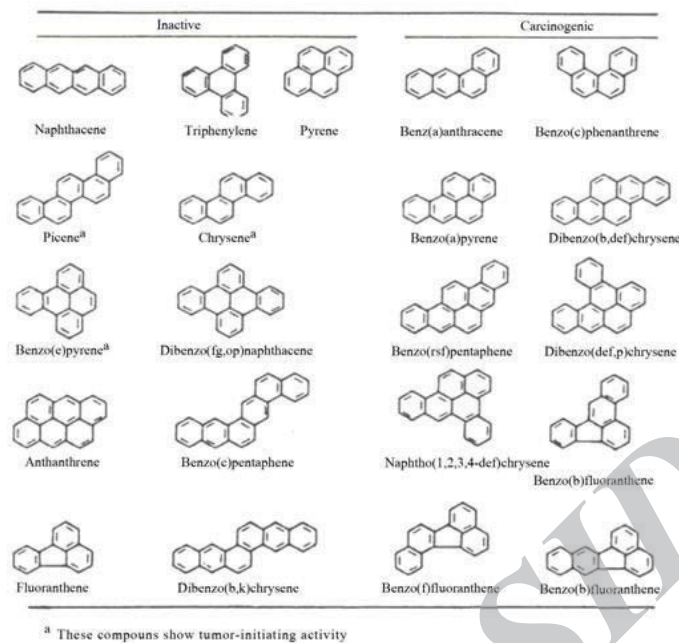 Inactive Carcinogenic
Naphthacene Triphenylene Pyrene Benz(a)anthracene Benzo(c)phenanthrene
Picene^a Chrysene^a Benzo(a)pyrene Dibenzo(b,def)chrysene
Benzo(e)pyrene^a Dibenzo(fg,op)naphthacene Benzo(rsf)pentaphene Dibenzo(def,p)chrysene
Anthanthrene Benzo(c)pentaphene Naphtho(1,2,3,4-def)chrysene
Benzo(b)fluoranthene
Fluoranthene Dibenzo(b,k)chrysene Benzo(f)fluoranthene Benzo(b)fluoranthene
a These compouns show tumor-initiating activity
SID